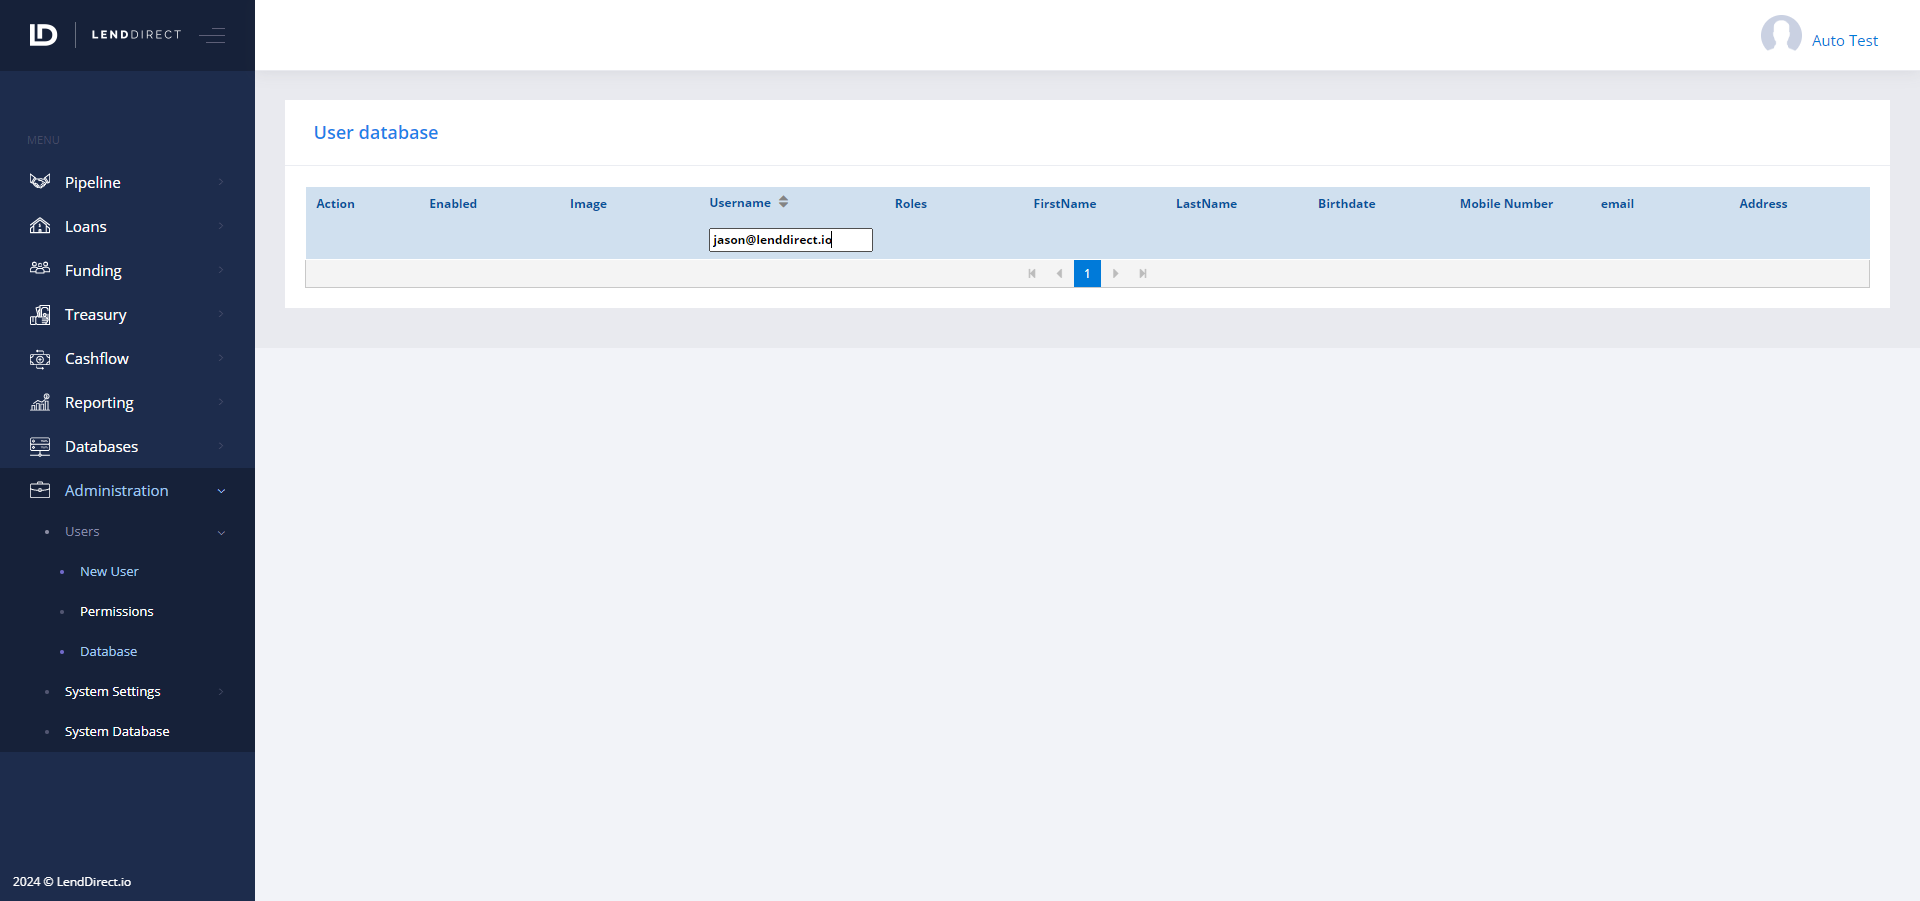 LD LENDDIRECT
Auto Test
MENU
Pipeline
Loans
Funding
Treasury
Cashflow
Reporting
Databases
Administration
Users
New User
Permissions
Database
System Settings
System Database
2024 © LendDirect.io
User database
Action Enabled Image Username Roles FirstName LastName Birthdate Mobile Number email Address
jason@lenddirect.io
1